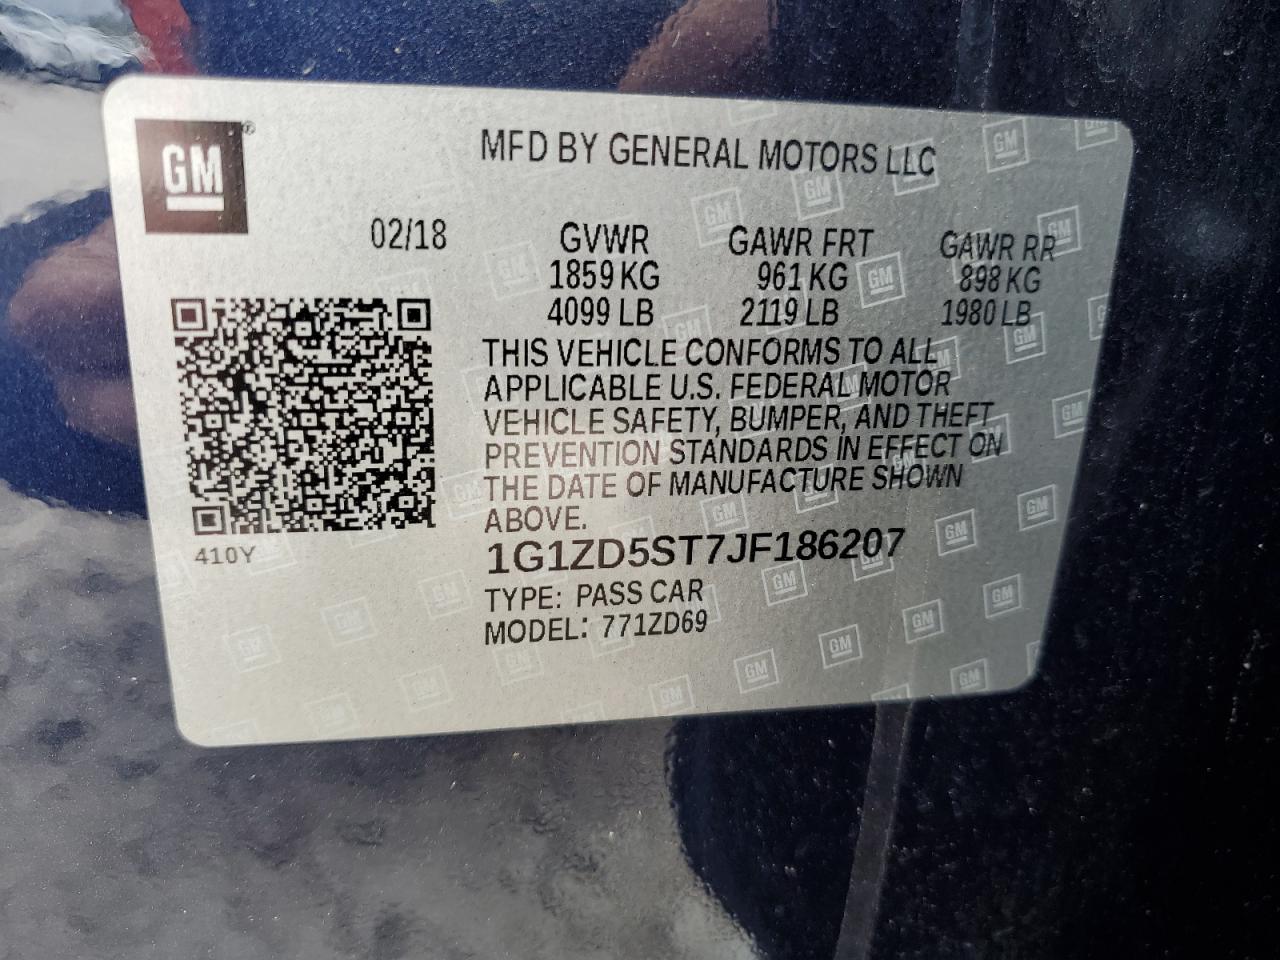 GM®
MFD BY GENERAL MOTORS LLC
02/18 GVWR GAWR FRT GAWR RR
1859 KG 961 KG 898 KG
4099 LB 2119 LB 1980 LB
THIS VEHICLE CONFORMS TO ALL
APPLICABLE U.S. FEDERAL MOTOR
VEHICLE SAFETY, BUMPER, AND THEFT
PREVENTION STANDARDS IN EFFECT ON
THE DATE OF MANUFACTURE SHOWN
ABOVE.
410Y
1G1ZD5ST7JF186207
TYPE: PASS CAR
MODEL: 771ZD69